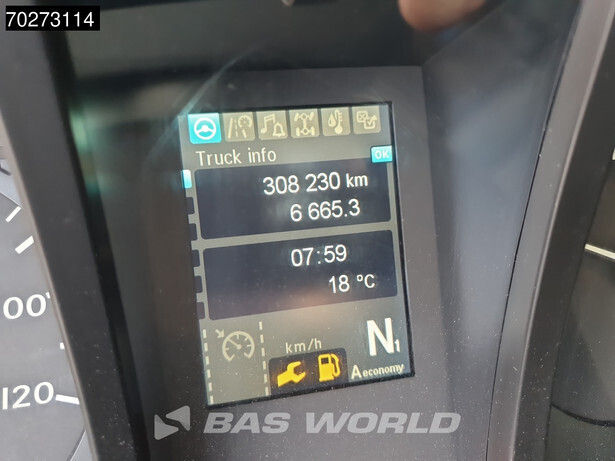 70273114
Truck info
OK
308 230 km
6 665.3
07:59
18 °C
km/h
N1
A economy
100
120
BAS WORLD